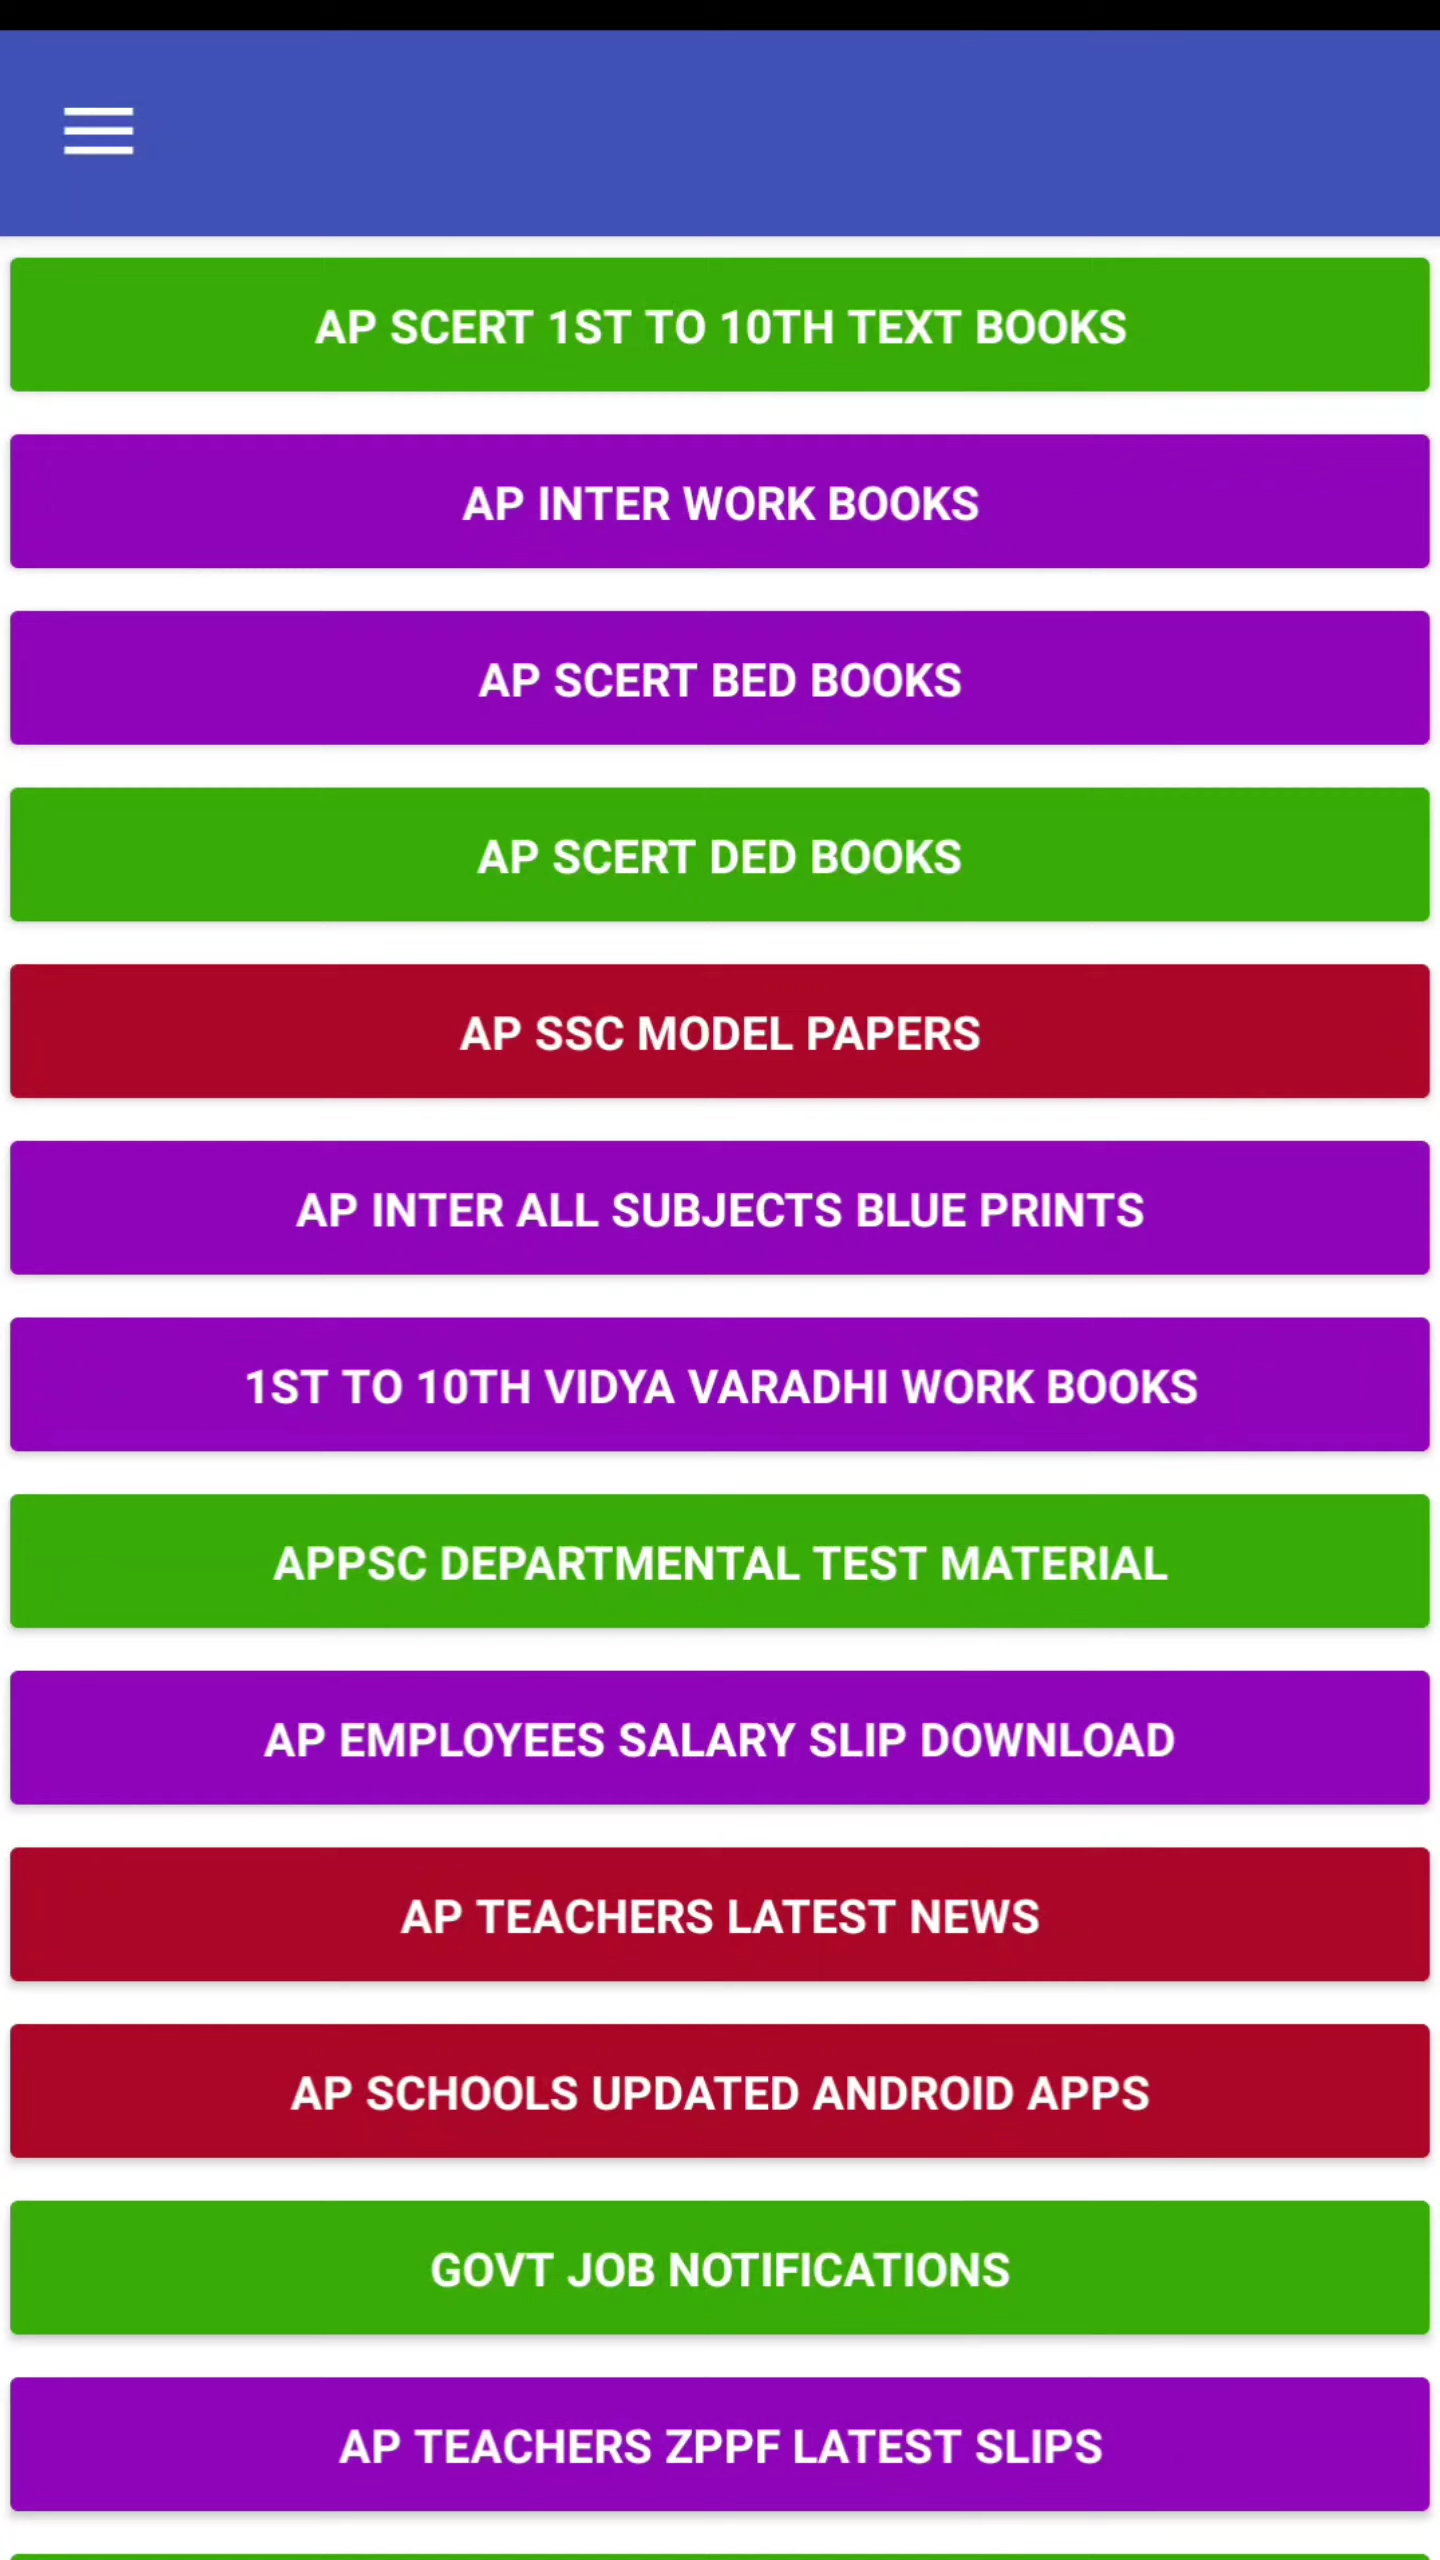 AP SCERT 1ST TO 10TH TEXT BOOKS
AP INTER WORK BOOKS
AP SCERT BED BOOKS
AP SCERT DED BOOKS
AP SSC MODEL PAPERS
AP INTER ALL SUBJECTS BLUE PRINTS
1ST TO 10TH VIDYA VARADHI WORK BOOKS
APPSC DEPARTMENTAL TEST MATERIAL
AP EMPLOYEES SALARY SLIP DOWNLOAD
AP TEACHERS LATEST NEWS
AP SCHOOLS UPDATED ANDROID APPS
GOVT JOB NOTIFICATIONS
AP TEACHERS ZPPF LATEST SLIPS